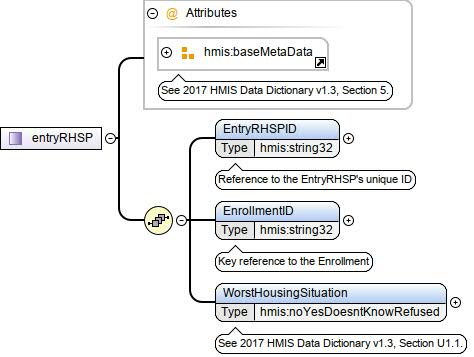 Attributes
hmis:baseMetaData
See 2017 HMIS Data Dictionary v1.3, Section 5.
entryRHSP
EntryRHSPID
Type hmis:string32
Reference to the EntryRHSP's unique ID
EnrollmentID
Type hmis:string32
Key reference to the Enrollment
WorstHousingSituation
Type hmis:noYesDoesntKnowRefused
See 2017 HMIS Data Dictionary v1.3, Section U1.1.